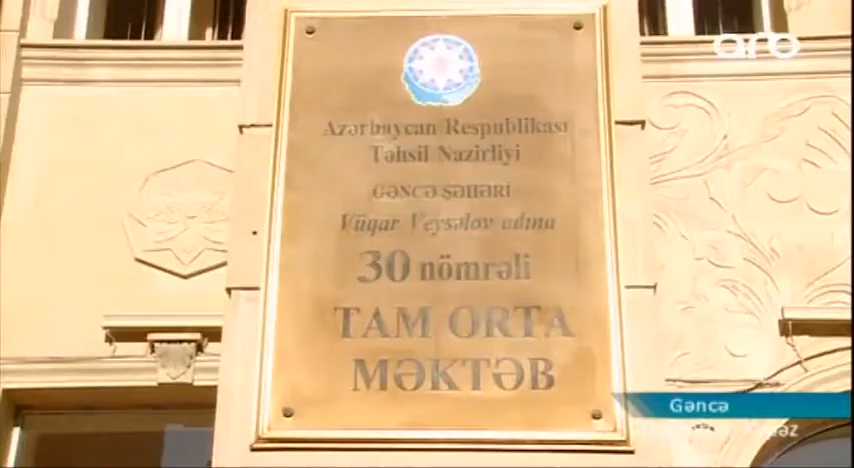 arb
Azərbaycan Respublikası
Təhsil Nazirliyi
GƏNCƏ ŞƏHƏRİ
Vüqar Veysəlov adına
30 nömrəli
TAM ORTA
MƏKTƏB
Gəncə